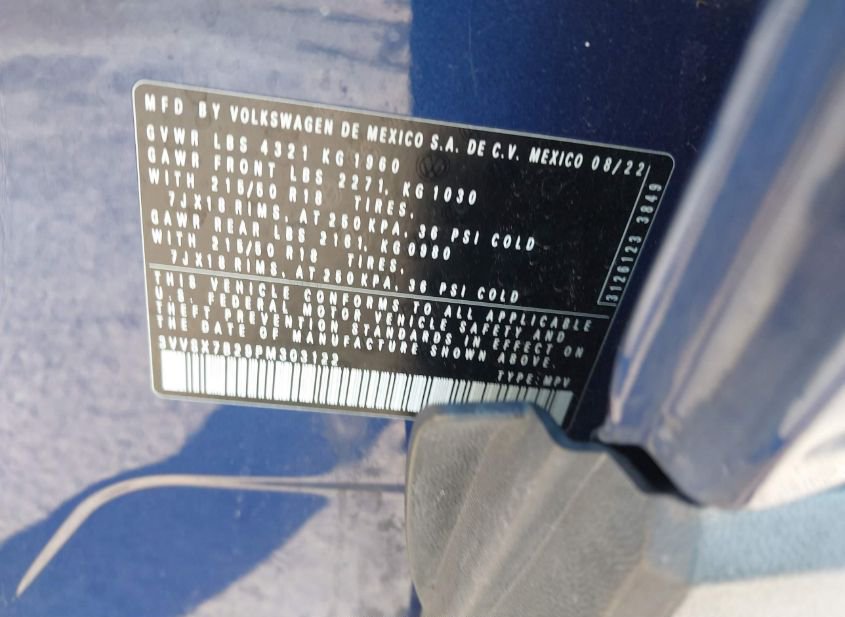 MFD BY VOLKSWAGEN DE MEXICO S.A. DE C.V. MEXICO 08/22
GVWR LBS 4321 KG 1960
GAWR FRONT LBS 2271, KG 1030
WITH 215/50 R18 TIRES,
7JX18 RIMS, AT 250 KPA, 36 PSI COLD
GAWR REAR LBS 2161, KG 0980
WITH 215/50 R18 TIRES,
7JX18 RIMS, AT 250 KPA, 36 PSI COLD
THIS VEHICLE CONFORMS TO ALL APPLICABLE
U.S. FEDERAL MOTOR VEHICLE SAFETY AND
THEFT PREVENTION STANDARDS IN EFFECT ON
THE DATE OF MANUFACTURE SHOWN ABOVE.
3VV8X7B26PM303122
TYPE: MPV
3126123 3849